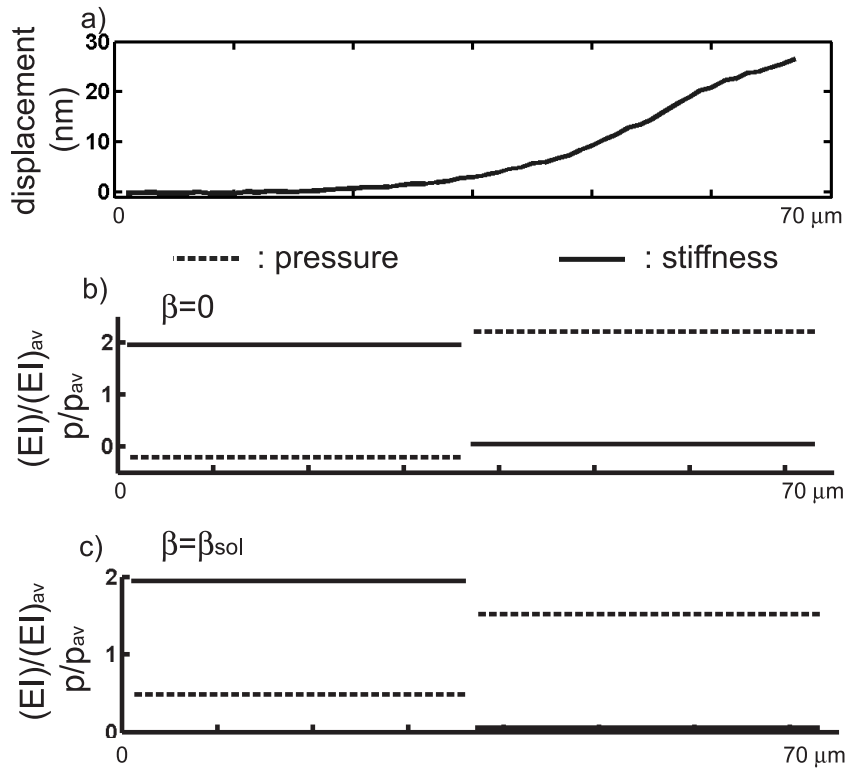 a)
displacement
(nm)
30
20
10
0
0
70 μm
: pressure
: stiffness
b)
β=0
(EI)/(EI)av
p/pav
2
1
0
0
70 μm
c)
β=βsol
(EI)/(EI)av
p/pav
2
1
0
0
70 μm